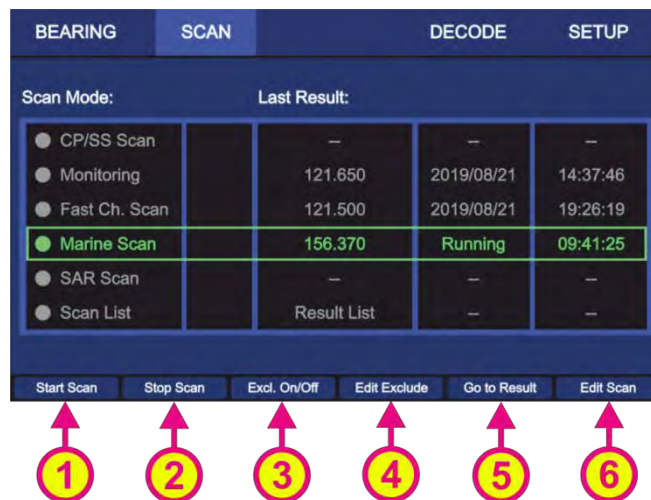 BEARING SCAN DECODE SETUP
Scan Mode: Last Result:
CP/SS Scan – – –
Monitoring 121.650 2019/08/21 14:37:46
Fast Ch. Scan 121.500 2019/08/21 19:26:19
Marine Scan 156.370 Running 09:41:25
SAR Scan – – –
Scan List Result List – –
Start Scan Stop Scan Excl. On/Off Edit Exclude Go to Result Edit Scan
1 2 3 4 5 6